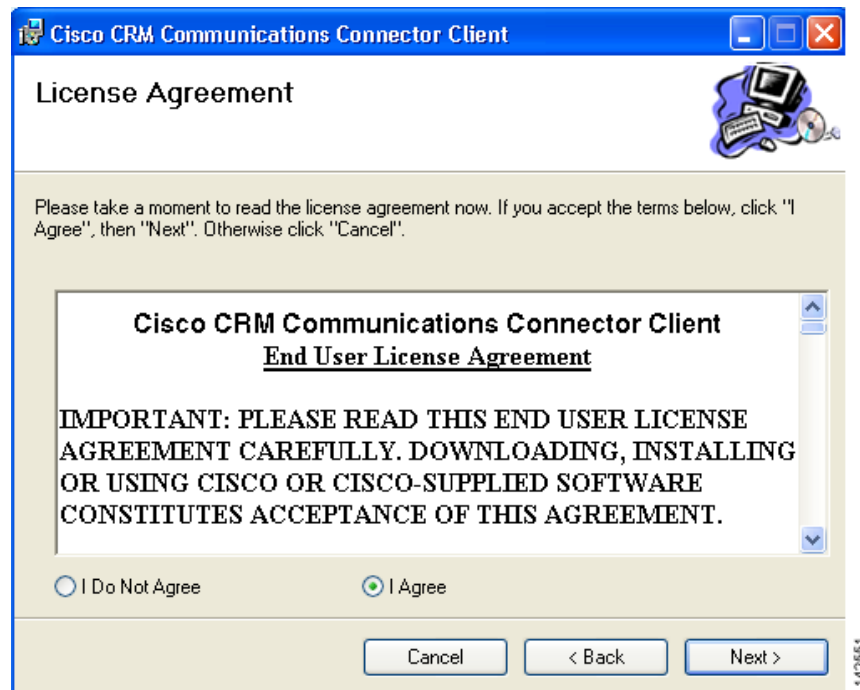 Cisco CRM Communications Connector Client
License Agreement
Please take a moment to read the license agreement now. If you accept the terms below, click "I
Agree", then "Next". Otherwise click "Cancel".
Cisco CRM Communications Connector Client
End User License Agreement
IMPORTANT: PLEASE READ THIS END USER LICENSE
AGREEMENT CAREFULLY. DOWNLOADING, INSTALLING
OR USING CISCO OR CISCO-SUPPLIED SOFTWARE
CONSTITUTES ACCEPTANCE OF THIS AGREEMENT.
I Do Not Agree
I Agree
Cancel
< Back
Next >